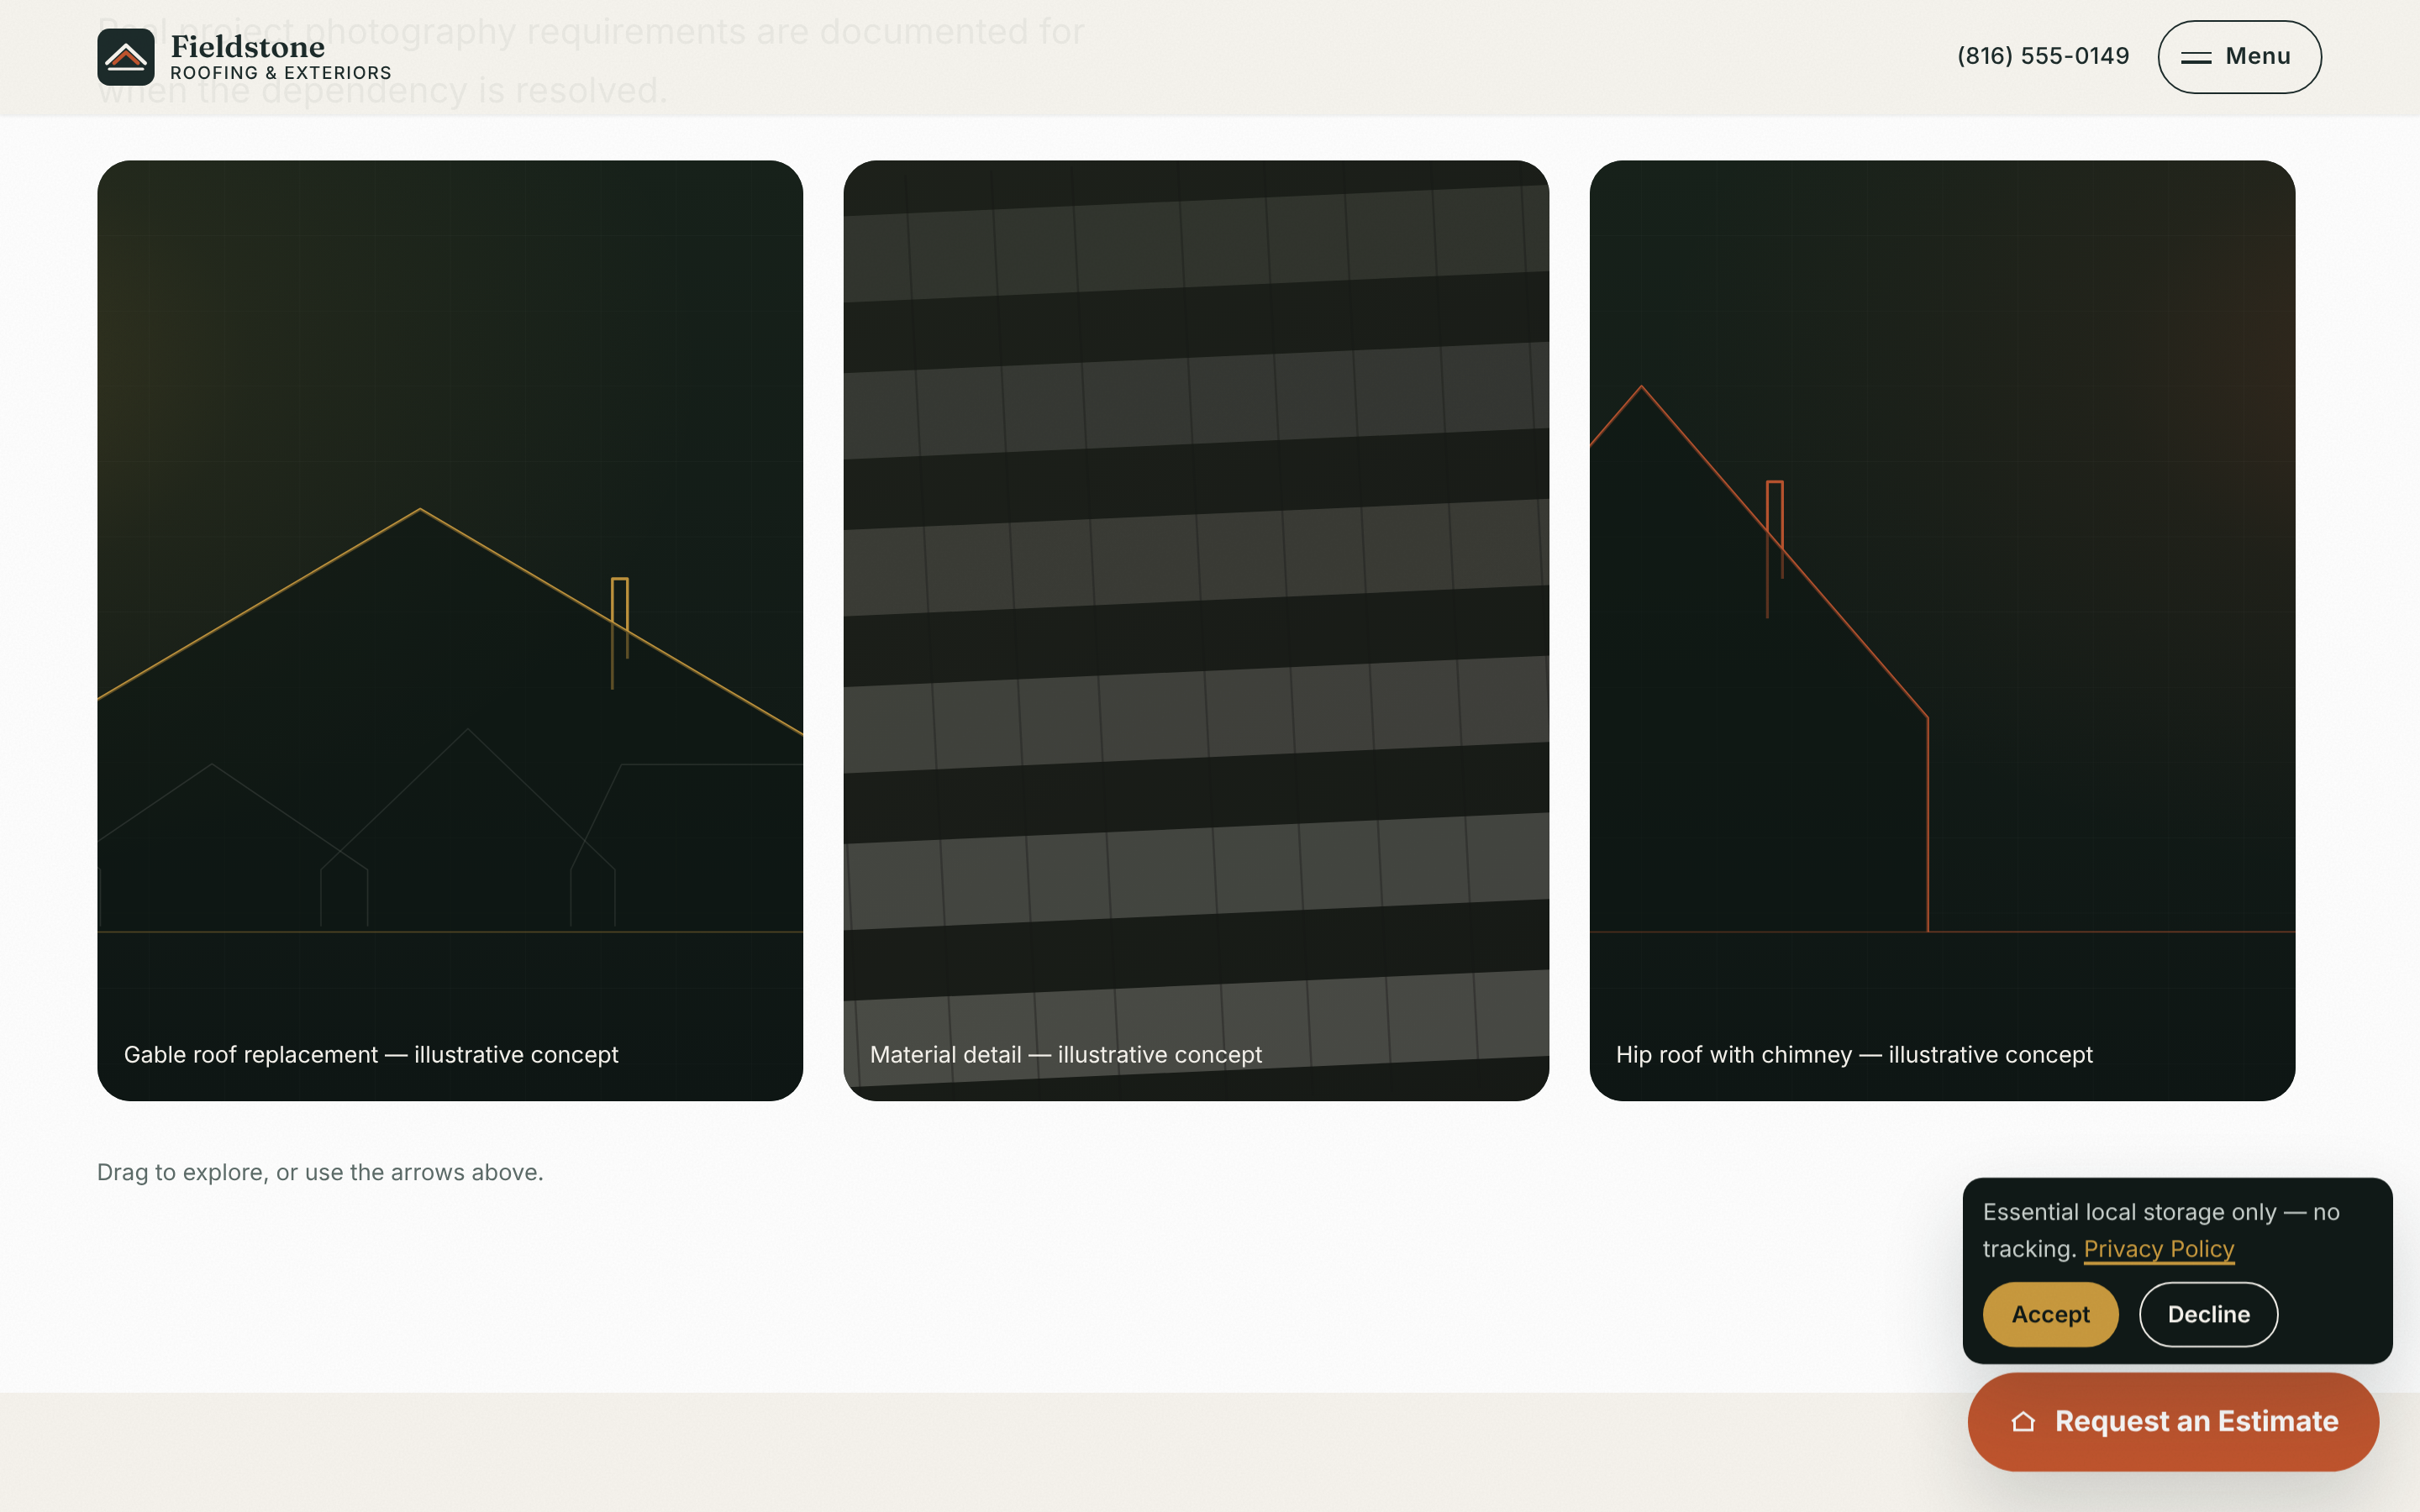 Real project photography requirements are documented for
when the dependency is resolved.
Fieldstone
ROOFING & EXTERIORS
(816) 555-0149
Menu
Gable roof replacement — illustrative concept
Material detail — illustrative concept
Hip roof with chimney — illustrative concept
Drag to explore, or use the arrows above.
Essential local storage only — no
tracking. Privacy Policy
Accept
Decline
Request an Estimate